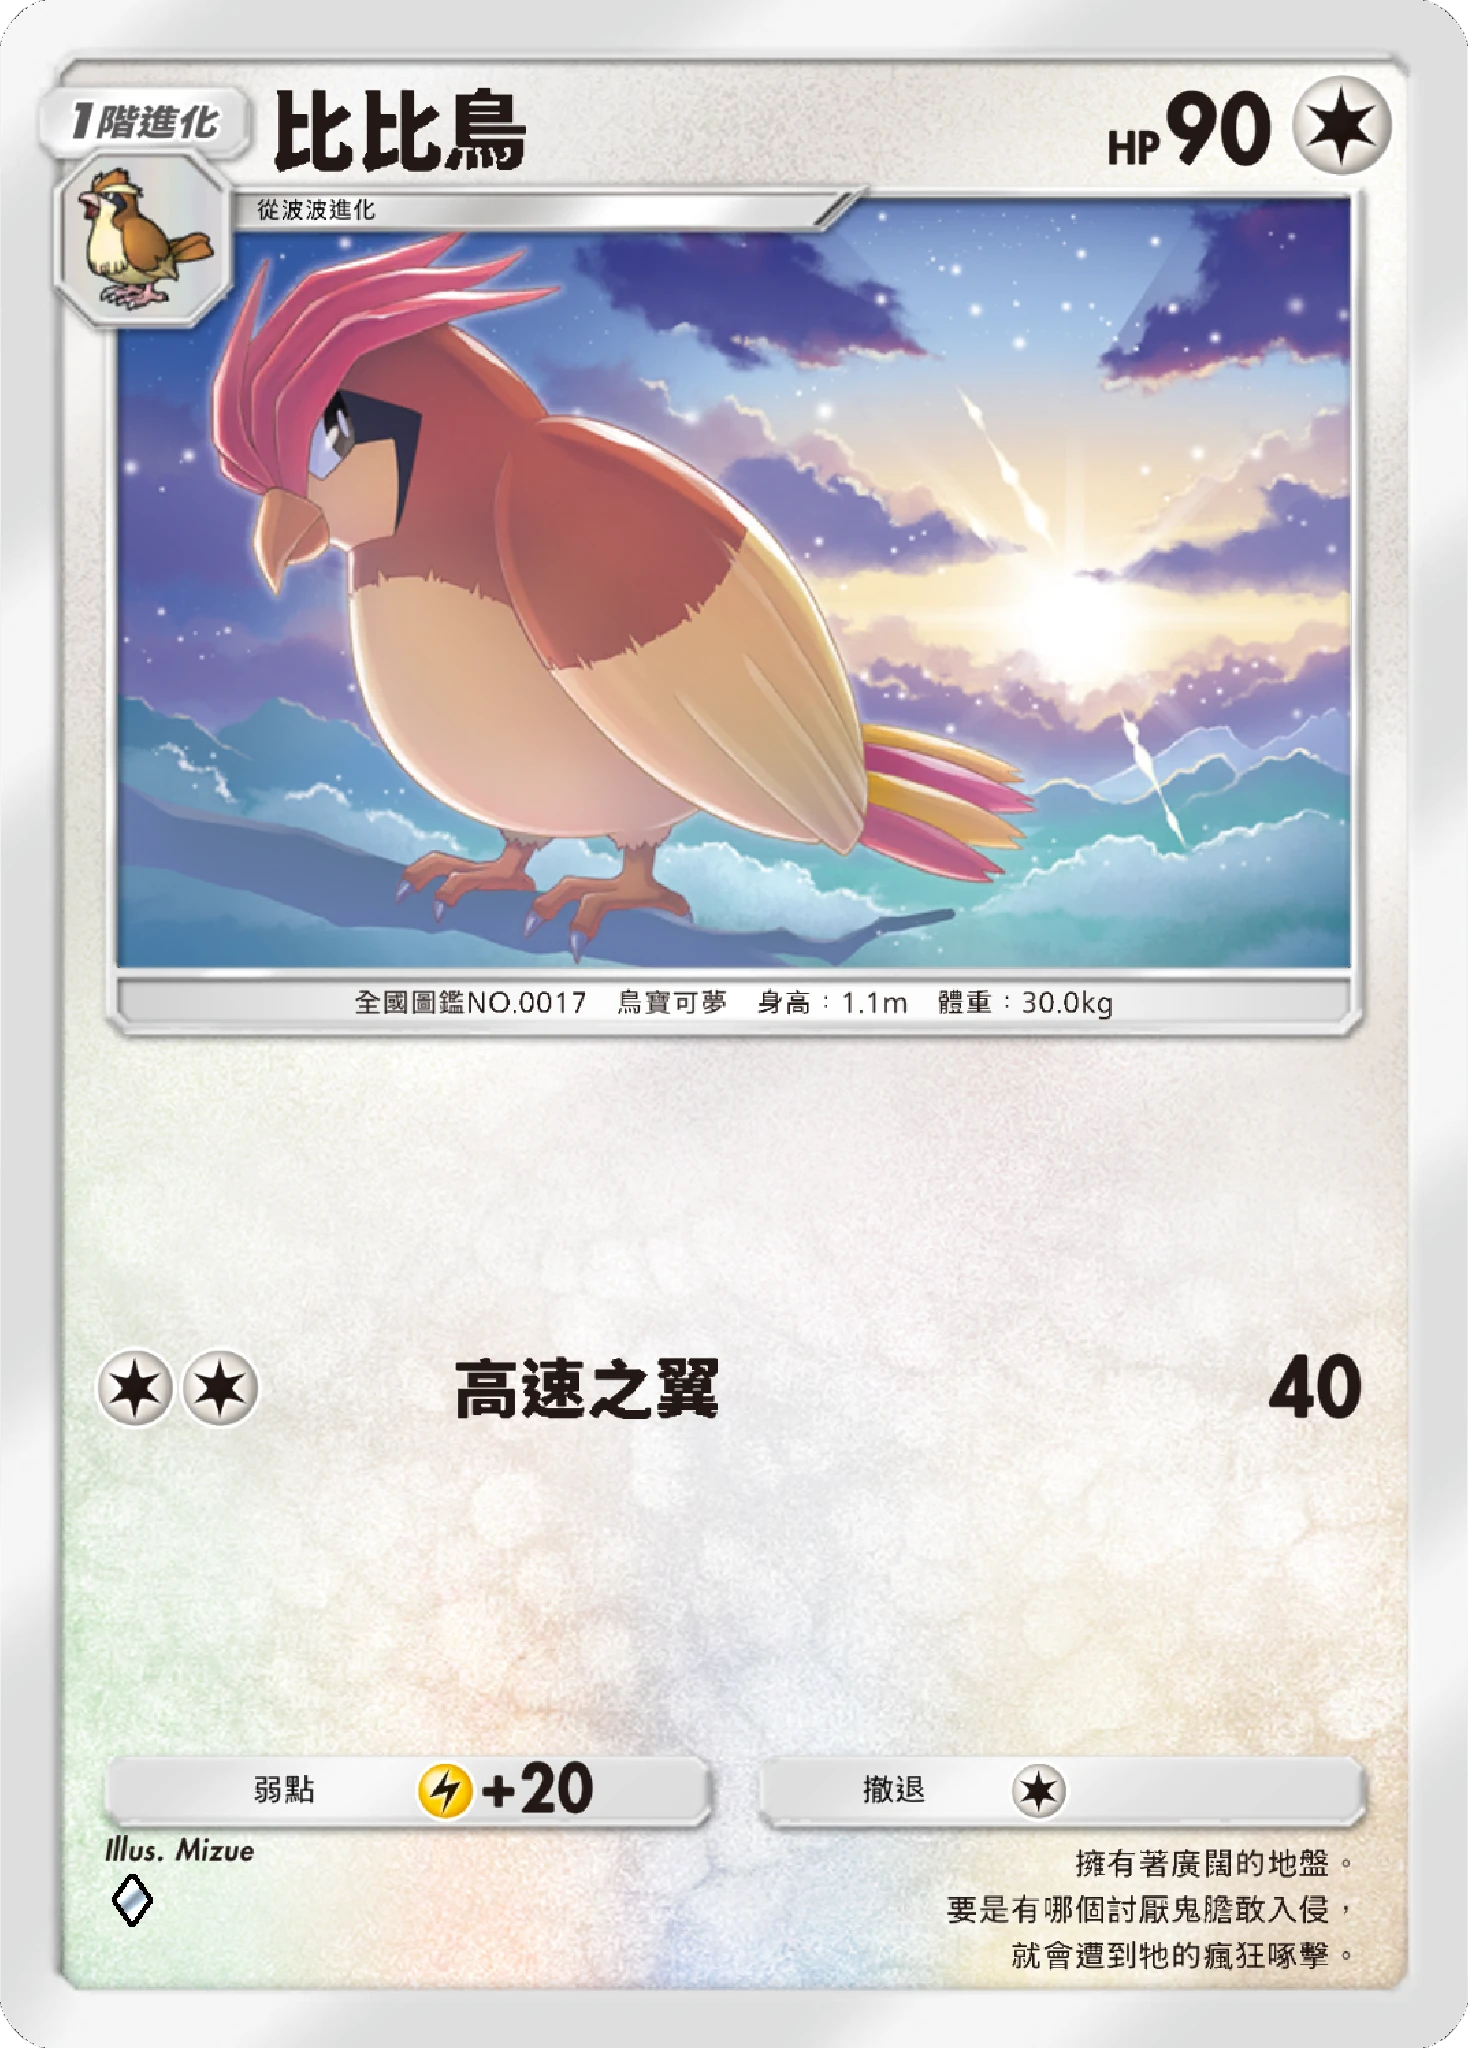 1階進化
比比鳥
HP 90
從波波進化
全國圖鑑NO.0017 鳥寶可夢 身高：1.1m 體重：30.0kg
高速之翼 40
弱點 +20
撤退
Illus. Mizue
擁有著廣闊的地盤。
要是有哪個討厭鬼膽敢入侵，
就會遭到牠的瘋狂啄擊。